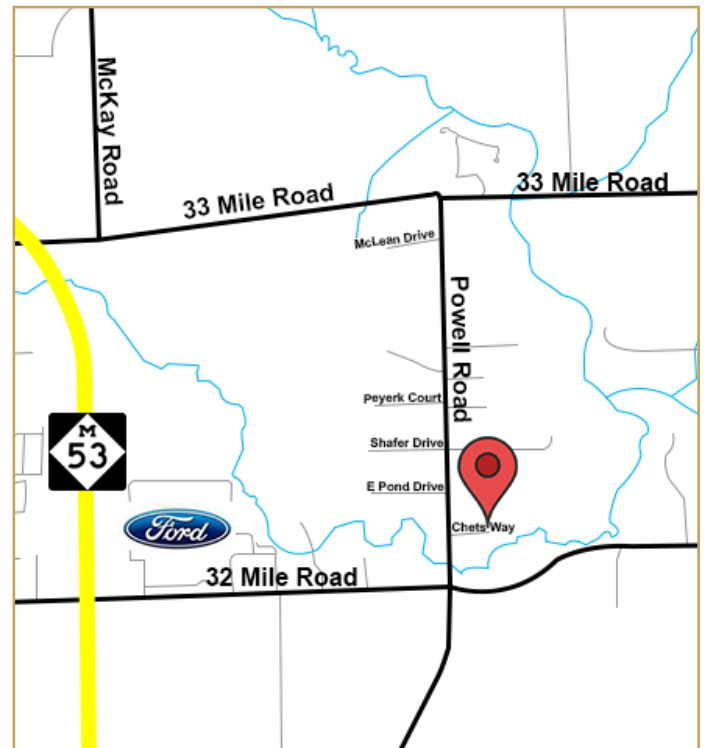 McKay Road
33 Mile Road
33 Mile Road
McLean Drive
Powell Road
Peyerk Court
Shafer Drive
E Pond Drive
Chets Way
M
53
Ford
32 Mile Road